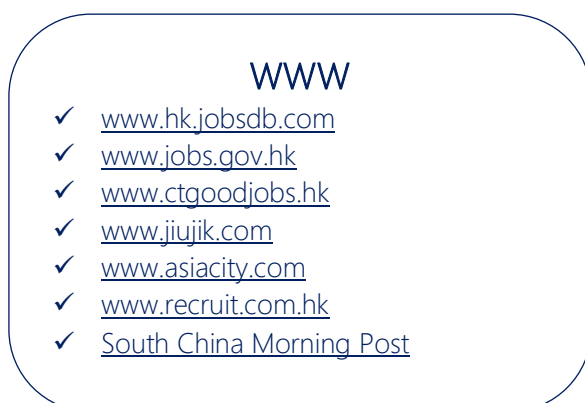 WWW
✓ www.hk.jobsdb.com
✓ www.jobs.gov.hk
✓ www.ctgoodjobs.hk
✓ www.jiujik.com
✓ www.asiacity.com
✓ www.recruit.com.hk
✓ South China Morning Post